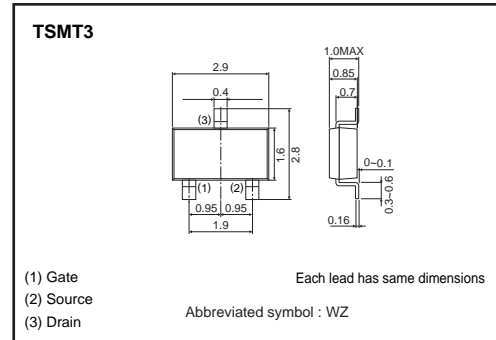 TSMT3
1.0MAX
2.9
0.85
0.4
0.7
(3)
1.6
2.8
0~0.1
(1)
(2)
0.3~0.6
0.95
0.95
0.16
1.9
(1) Gate
Each lead has same dimensions
(2) Source
Abbreviated symbol : WZ
(3) Drain